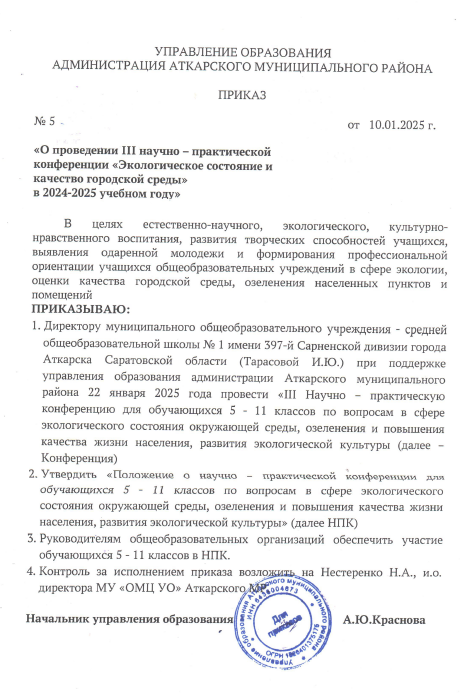 УПРАВЛЕНИЕ ОБРАЗОВАНИЯ
АДМИНИСТРАЦИЯ АТКАРСКОГО МУНИЦИПАЛЬНОГО РАЙОНА
ПРИКАЗ
№ 5 от 10.01.2025 г.
«О проведении III научно – практической
конференции «Экологическое состояние и
качество городской среды»
в 2024-2025 учебном году»
В целях естественно-научного, экологического, культурно-
нравственного воспитания, развития творческих способностей учащихся,
выявления одаренной молодежи и формирования профессиональной
ориентации учащихся общеобразовательных учреждений в сфере экологии,
оценки качества городской среды, озеленения населенных пунктов и
помещений
ПРИКАЗЫВАЮ:
1. Директору муниципального общеобразовательного учреждения - средней
общеобразовательной школы № 1 имени 397-й Сарненской дивизии города
Аткарска Саратовской области (Тарасовой И.Ю.) при поддержке
управления образования администрации Аткарского муниципального
района 22 января 2025 года провести «III Научно – практическую
конференцию для обучающихся 5 - 11 классов по вопросам в сфере
экологического состояния окружающей среды, озеленения и повышения
качества жизни населения, развития экологической культуры (далее –
Конференция)
2. Утвердить «Положение о научно – практической конференции для
обучающихся 5 - 11 классов по вопросам в сфере экологического
состояния окружающей среды, озеленения и повышения качества жизни
населения, развития экологической культуры» (далее НПК)
3. Руководителям общеобразовательных организаций обеспечить участие
обучающихся 5 - 11 классов в НПК.
4. Контроль за исполнением приказа возложить на Нестеренко Н.А., и.о.
директора МУ «ОМЦ УО» Аткарского МР
Начальник управления образования А.Ю.Краснова
Для
приказов